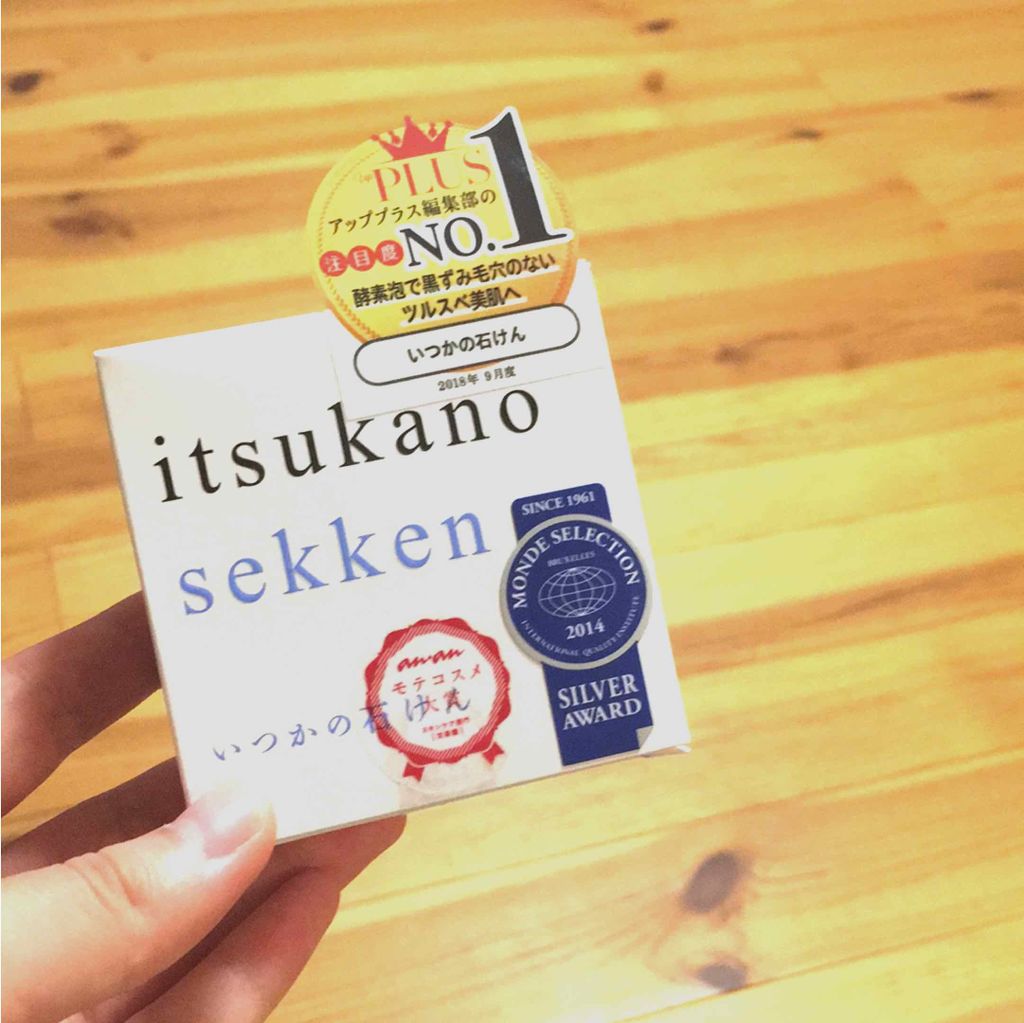 PLUS
アッププラス編集部の
注目度 NO.1
酵素泡で黒ずみ毛穴のない
ツルスベ美肌へ
いつかの石けん
2018年 9月度
itsukano
sekken
いつかの石けん
an・an
モテコスメ
大賞
SINCE 1961
MONDE SELECTION
BRUXELLES
2014
INTERNATIONAL QUALITY INSTITUTE
SILVER
AWARD